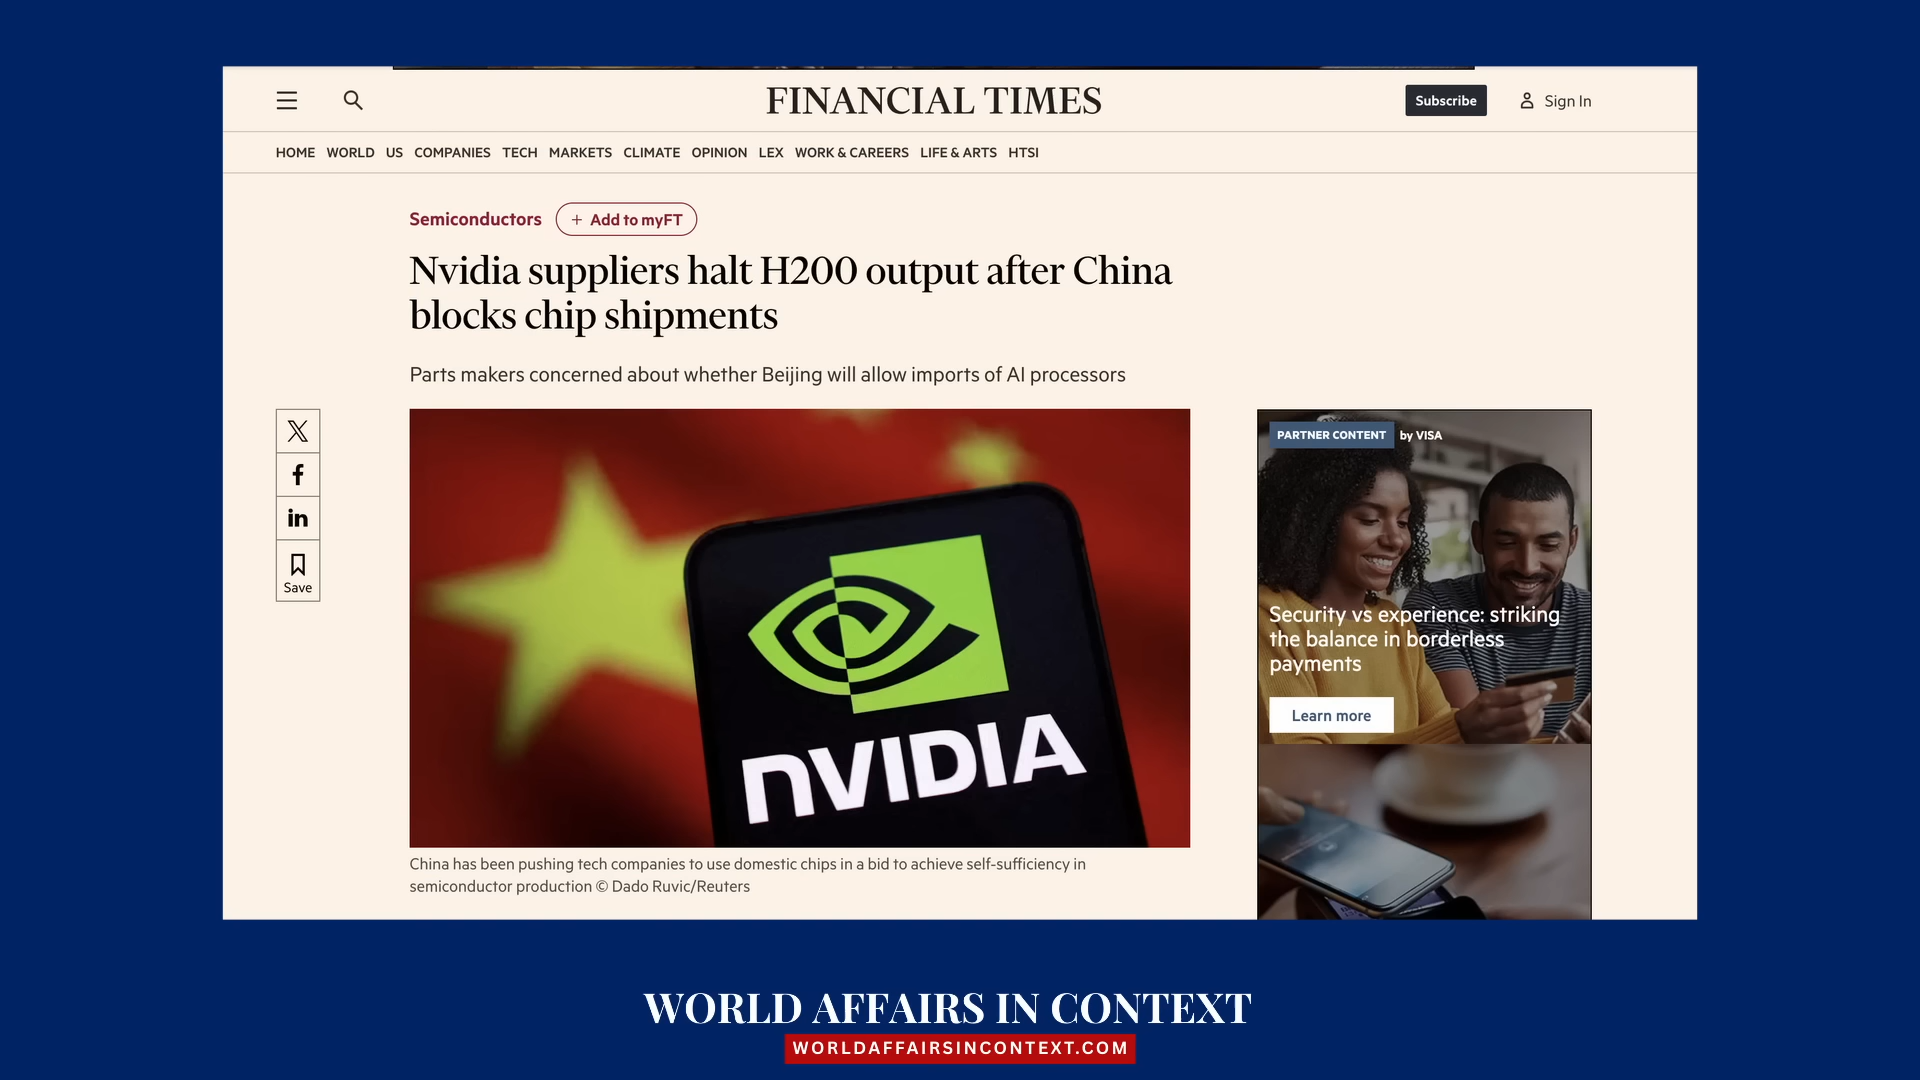 FINANCIAL TIMES
Subscribe
Sign In
HOME WORLD US COMPANIES TECH MARKETS CLIMATE OPINION LEX WORK & CAREERS LIFE & ARTS HTSI
Semiconductors
+ Add to myFT
Nvidia suppliers halt H200 output after China
blocks chip shipments
Parts makers concerned about whether Beijing will allow imports of AI processors
X
f
in
Save
NVIDIA
China has been pushing tech companies to use domestic chips in a bid to achieve self-sufficiency in
semiconductor production © Dado Ruvic/Reuters
PARTNER CONTENT by VISA
Security vs experience: striking
the balance in borderless
payments
Learn more
WORLD AFFAIRS IN CONTEXT
WORLDAFFAIRSINCONTEXT.COM